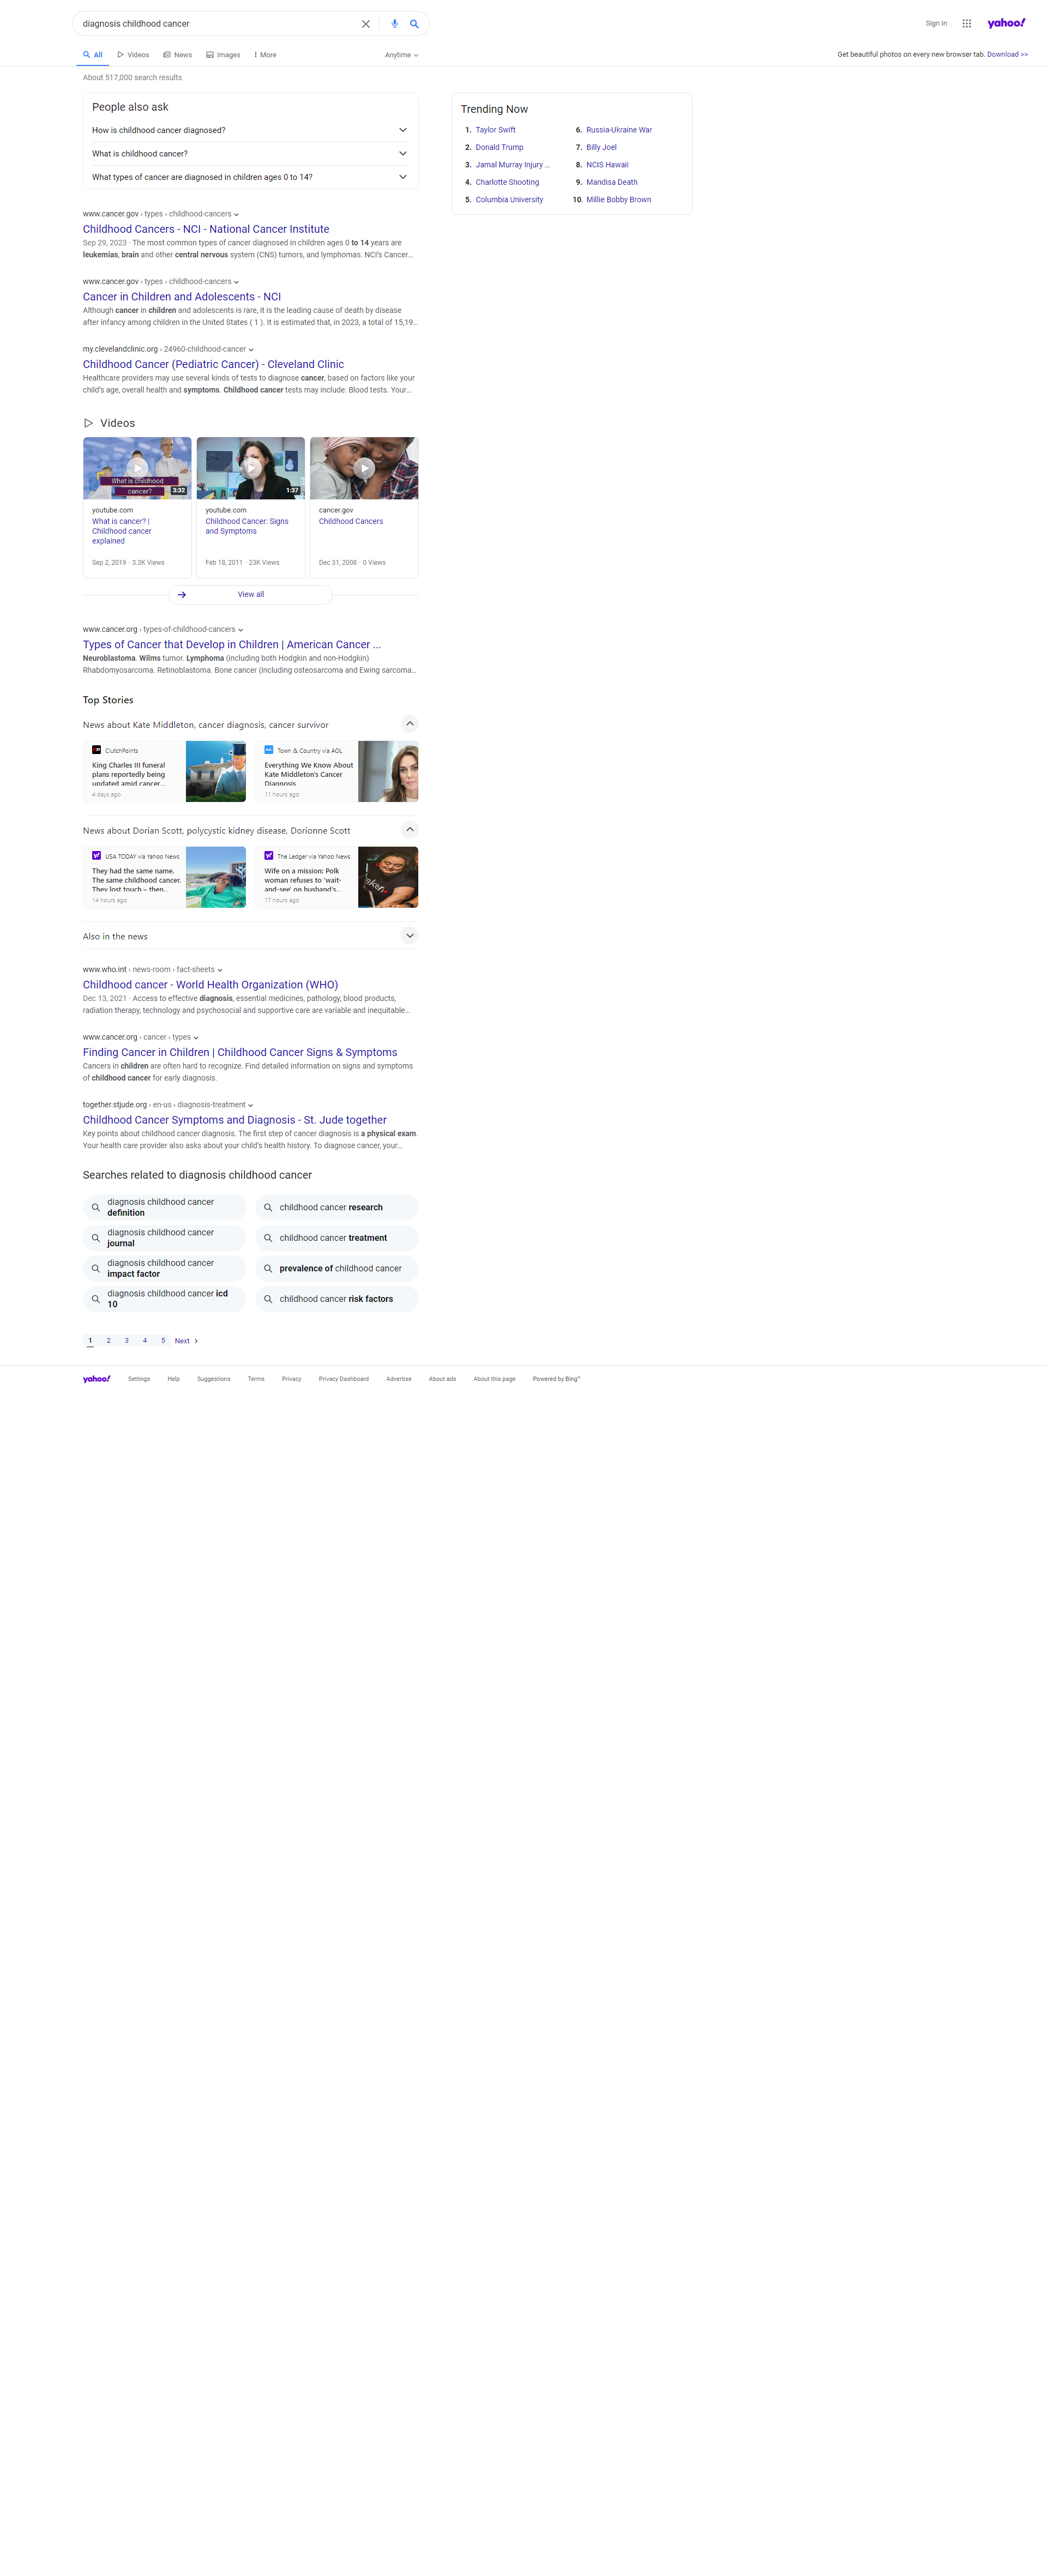 diagnosis childhood cancer
Sign In
yahoo!
All
Videos
News
Images
More
Anytime
Get beautiful photos on every new browser tab. Download >>
About 517,000 search results
People also ask
How is childhood cancer diagnosed?
What is childhood cancer?
What types of cancer are diagnosed in children ages 0 to 14?
Trending Now
1. Taylor Swift
2. Donald Trump
3. Jamal Murray Injury ...
4. Charlotte Shooting
5. Columbia University
6. Russia-Ukraine War
7. Billy Joel
8. NCIS Hawaii
9. Mandisa Death
10. Millie Bobby Brown
www.cancer.gov › types › childhood-cancers
Childhood Cancers - NCI - National Cancer Institute
Sep 29, 2023 · The most common types of cancer diagnosed in children ages 0 to 14 years are
leukemias, brain and other central nervous system (CNS) tumors, and lymphomas. NCI's Cancer...
www.cancer.gov › types › childhood-cancers
Cancer in Children and Adolescents - NCI
Although cancer in children and adolescents is rare, it is the leading cause of death by disease
after infancy among children in the United States ( 1 ). It is estimated that, in 2023, a total of 15,19...
my.clevelandclinic.org › 24960-childhood-cancer
Childhood Cancer (Pediatric Cancer) - Cleveland Clinic
Healthcare providers may use several kinds of tests to diagnose cancer, based on factors like your
child's age, overall health and symptoms. Childhood cancer tests may include: Blood tests. Your...
Videos
What is childhood
cancer?
3:32
youtube.com
What is cancer? |
Childhood cancer
explained
Sep 2, 2019 · 3.3K Views
1:37
youtube.com
Childhood Cancer: Signs
and Symptoms
Feb 18, 2011 · 23K Views
cancer.gov
Childhood Cancers
Dec 31, 2008 · 0 Views
View all
www.cancer.org › types-of-childhood-cancers
Types of Cancer that Develop in Children | American Cancer ...
Neuroblastoma. Wilms tumor. Lymphoma (including both Hodgkin and non-Hodgkin)
Rhabdomyosarcoma. Retinoblastoma. Bone cancer (including osteosarcoma and Ewing sarcoma...
Top Stories
News about Kate Middleton, cancer diagnosis, cancer survivor
ClutchPoints
King Charles III funeral
plans reportedly being
updated amid cancer...
4 days ago
Town & Country via AOL
Everything We Know About
Kate Middleton's Cancer
Diagnosis
11 hours ago
News about Dorian Scott, polycystic kidney disease, Dorionne Scott
USA TODAY via Yahoo News
They had the same name.
The same childhood cancer.
They lost touch – then...
14 hours ago
The Ledger via Yahoo News
Wife on a mission: Polk
woman refuses to 'wait-
and-see' on husband's...
17 hours ago
Also in the news
www.who.int › news-room › fact-sheets
Childhood cancer - World Health Organization (WHO)
Dec 13, 2021 · Access to effective diagnosis, essential medicines, pathology, blood products,
radiation therapy, technology and psychosocial and supportive care are variable and inequitable...
www.cancer.org › cancer › types
Finding Cancer in Children | Childhood Cancer Signs & Symptoms
Cancers in children are often hard to recognize. Find detailed information on signs and symptoms
of childhood cancer for early diagnosis.
together.stjude.org › en-us › diagnosis-treatment
Childhood Cancer Symptoms and Diagnosis - St. Jude together
Key points about childhood cancer diagnosis. The first step of cancer diagnosis is a physical exam.
Your health care provider also asks about your child's health history. To diagnose cancer, your...
Searches related to diagnosis childhood cancer
diagnosis childhood cancer
definition
childhood cancer research
diagnosis childhood cancer
journal
childhood cancer treatment
diagnosis childhood cancer
impact factor
prevalence of childhood cancer
diagnosis childhood cancer icd
10
childhood cancer risk factors
1 2 3 4 5 Next
yahoo!
Settings
Help
Suggestions
Terms
Privacy
Privacy Dashboard
Advertise
About ads
About this page
Powered by Bing™